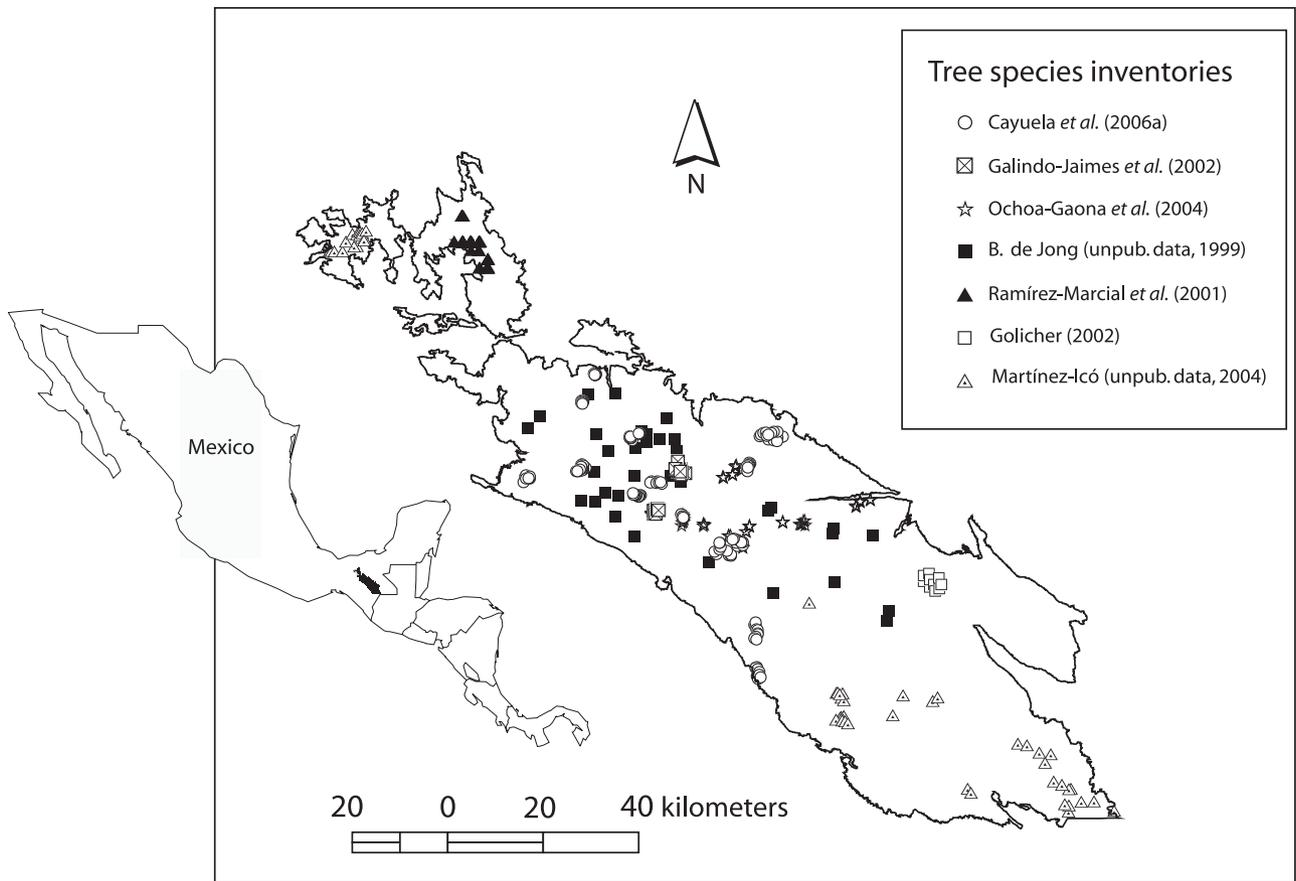 Tree species inventories
Cayuela et al. (2006a)
Galindo-Jaimes et al. (2002)
Ochoa-Gaona et al. (2004)
B. de Jong (unpub. data, 1999)
Ramírez-Marcial et al. (2001)
Golicher (2002)
Martínez-Icó (unpub. data, 2004)
N
Mexico
20 0 20 40 kilometers